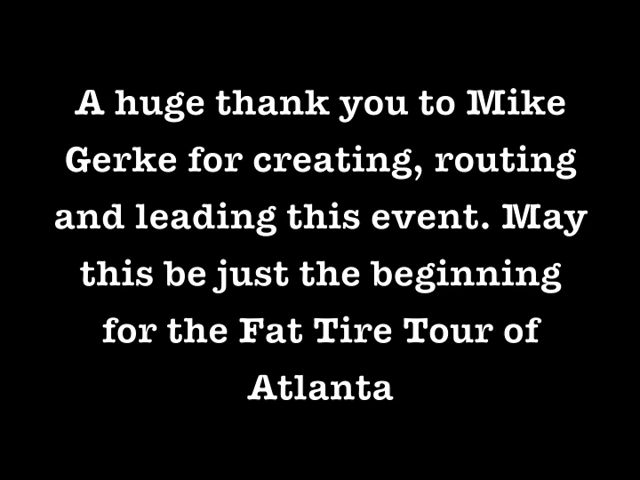 A huge thank you to Mike
Gerke for creating, routing
and leading this event. May
this be just the beginning
for the Fat Tire Tour of
Atlanta